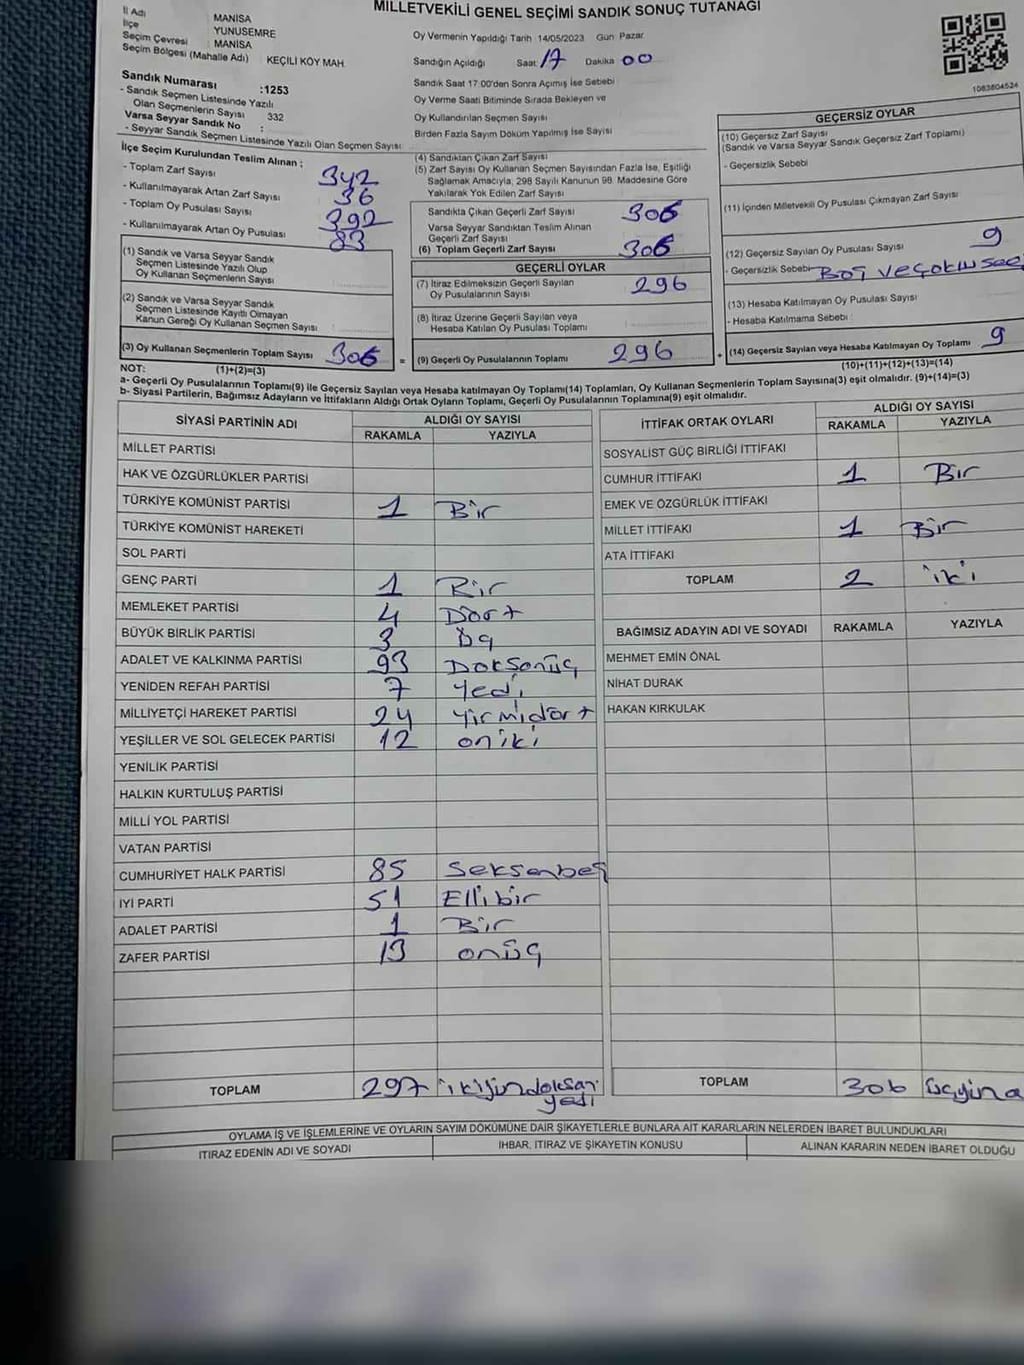 MİLLETVEKİLİ GENEL SEÇİMİ SANDIK SONUÇ TUTANAĞI
İl Adı MANİSA
İlçe YUNUSEMRE
Seçim Çevresi : MANİSA
Seçim Bölgesi (Mahalle Adı) KEÇİLİ KÖY MAH.
Sandık Numarası :1253
- Sandık Seçmen Listesinde Yazılı
Olan Seçmenlerin Sayısı 332
Varsa Seyyar Sandık No :
- Seyyar Sandık Seçmen Listesinde Yazılı Olan Seçmen Sayısı
Oy Vermenin Yapıldığı Tarih 14/05/2023 Gün Pazar
Sandığın Açıldığı Saat 17 Dakika 00
Sandık Saat 17.00'den Sonra Açımış İse Sebebi
Oy Verme Saati Bitiminde Sırada Bekleyen ve
Oy Kullandırılan Seçmen Sayısı
Birden Fazla Sayım Döküm Yapılmış İse Sayısı
1083804524
İlçe Seçim Kurulundan Teslim Alınan ;
- Toplam Zarf Sayısı 342
- Kullanılmayarak Artan Zarf Sayısı 36
- Toplam Oy Pusulası Sayısı 392
- Kullanılmayarak Artan Oy Pusulası 83
(1) Sandık ve Varsa Seyyar Sandık
Seçmen Listesinde Yazılı Olup
Oy Kullanan Seçmenlerin Sayısı
(2) Sandık ve Varsa Seyyar Sandık
Seçmen Listesinde Kayıtlı Olmayan
Kanun Gereği Oy Kullanan Seçmen Sayısı
(3) Oy Kullanan Seçmenlerin Toplam Sayısı 306 =
(4) Sandıktan Çıkan Zarf Sayısı
(5) Zarf Sayısı Oy Kullanan Seçmen Sayısından Fazla İse, Eşitliği
Sağlamak Amacıyla, 298 Sayılı Kanunun 98. Maddesine Göre
Yakılarak Yok Edilen Zarf Sayısı
Sandıkta Çıkan Geçerli Zarf Sayısı 306
Varsa Seyyar Sandıktan Teslim Alınan
Geçerli Zarf Sayısı
(6) Toplam Geçerli Zarf Sayısı 306
GEÇERLİ OYLAR
(7) İtiraz Edilmeksizin Geçerli Sayılan
Oy Pusulalarının Sayısı 296
(8) İtiraz Üzerine Geçerli Sayılan veya
Hesaba Katılan Oy Pusulası Toplamı
(9) Geçerli Oy Pusulalarının Toplamı 296 +
GEÇERSİZ OYLAR
(10) Geçersiz Zarf Sayısı
(Sandık ve Varsa Seyyar Sandık Geçersiz Zarf Toplamı)
- Geçersizlik Sebebi
(11) İçinden Milletvekili Oy Pusulası Çıkmayan Zarf Sayısı
(12) Geçersiz Sayılan Oy Pusulası Sayısı 9
- Geçersizlik Sebebi Boş ve çokın
(13) Hesaba Katılmayan Oy Pusulası Sayısı
- Hesaba Katılmama Sebebi :
(14) Geçersiz Sayılan veya Hesaba Katılmayan Oy Toplamı 9
NOT: (1)+(2)=(3) (10)+(11)+(12)+(13)=(14)
a- Geçerli Oy Pusulalarının Toplamı(9) ile Geçersiz Sayılan veya Hesaba katılmayan Oy Toplamı(14) Toplamları, Oy Kullanan Seçmenlerin Toplam Sayısına(3) eşit olmalıdır. (9)+(14)=(3)
b- Siyasi Partilerin, Bağımsız Adayların ve İttifakların Aldığı Ortak Oyların Toplamı, Geçerli Oy Pusulalarının Toplamına(9) eşit olmalıdır.
SİYASİ PARTİNİN ADI ALDIĞI OY SAYISI
RAKAMLA YAZIYLA
MİLLET PARTİSİ
HAK VE ÖZGÜRLÜKLER PARTİSİ
TÜRKİYE KOMÜNİST PARTİSİ 1 Bir
TÜRKİYE KOMÜNİST HAREKETİ
SOL PARTİ
GENÇ PARTİ 1 Bir
MEMLEKET PARTİSİ 4 Dört
BÜYÜK BİRLİK PARTİSİ 3 Üç
ADALET VE KALKINMA PARTİSİ 93 Doksanüç
YENİDEN REFAH PARTİSİ 7 Yedi
MİLLİYETÇİ HAREKET PARTİSİ 24 Yirmidört
YEŞİLLER VE SOL GELECEK PARTİSİ 12 oniki
YENİLİK PARTİSİ
HALKIN KURTULUŞ PARTİSİ
MİLLİ YOL PARTİSİ
VATAN PARTİSİ
CUMHURİYET HALK PARTİSİ 85 Seksenbeş
İYİ PARTİ 51 Ellibir
ADALET PARTİSİ 1 Bir
ZAFER PARTİSİ 13 onüç
TOPLAM 297 ikiyüzdoksan
yedi
İTTİFAK ORTAK OYLARI ALDIĞI OY SAYISI
RAKAMLA YAZIYLA
SOSYALİST GÜÇ BİRLİĞİ İTTİFAKI
CUMHUR İTTİFAKI 1 Bir
EMEK VE ÖZGÜRLÜK İTTİFAKI
MİLLET İTTİFAKI 1 Bir
ATA İTTİFAKI
TOPLAM 2 iki
BAĞIMSIZ ADAYIN ADI VE SOYADI RAKAMLA YAZIYLA
MEHMET EMİN ÖNAL
NİHAT DURAK
HAKAN KIRKULAK
TOPLAM 306
OYLAMA İŞ VE İŞLEMLERİNE VE OYLARIN SAYIM DÖKÜMÜNE DAİR ŞİKAYETLERLE BUNLARA AİT KARARLARIN NELERDEN İBARET BULUNDUKLARI
İTİRAZ EDENİN ADI VE SOYADI İHBAR, İTİRAZ VE ŞİKAYETİN KONUSU ALINAN KARARIN NEDEN İBARET OLDUĞU